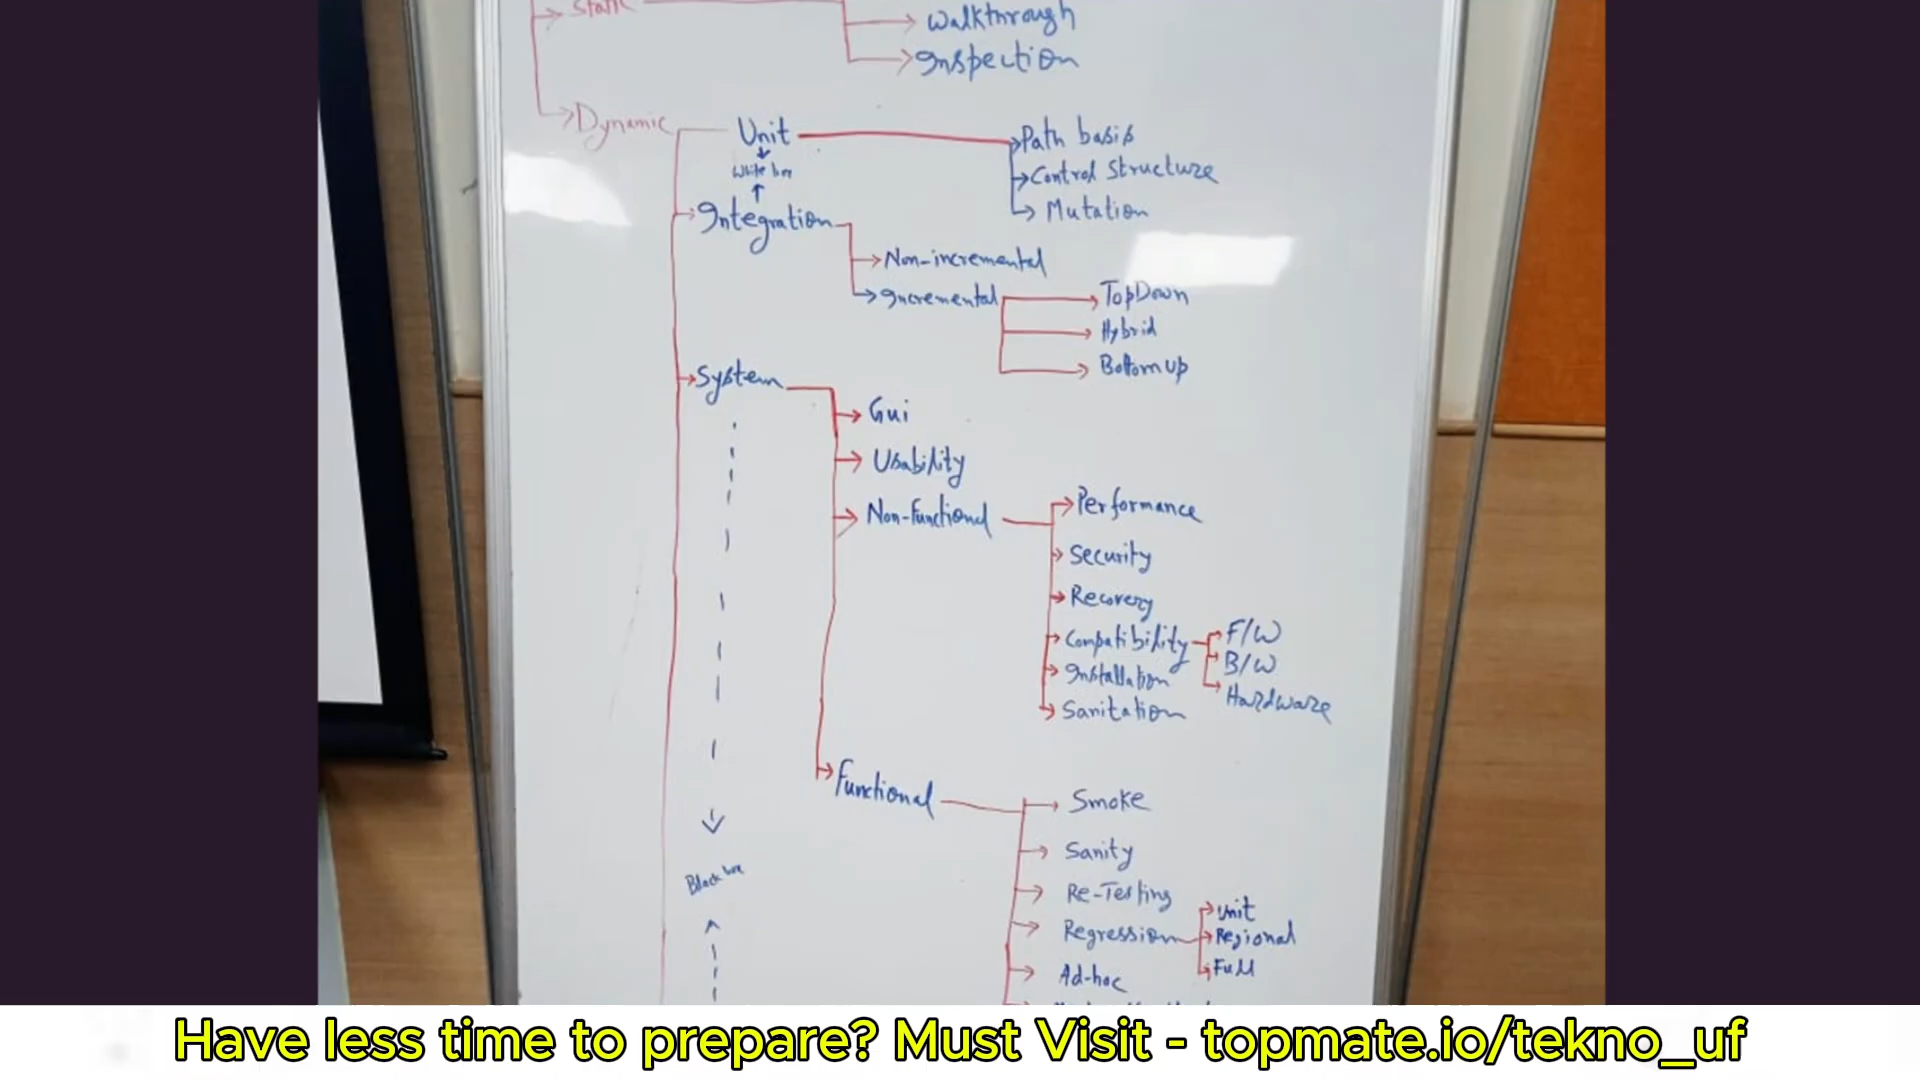 Static
Walkthrough
Inspection
Dynamic
Unit
Path basis
White box
Control Structure
Mutation
Integration
Non-incremental
Incremental
TopDown
Hybrid
Bottom up
System
Gui
Usability
Non-Functional
Performance
Security
Recovery
Compatibility
F/W
B/W
Hardware
Installation
Sanitation
Functional
Smoke
Sanity
Black box
Re-Testing
Regression
Unit
Regional
Full
Ad-hoc
Have less time to prepare? Must Visit - topmate.io/tekno_uf